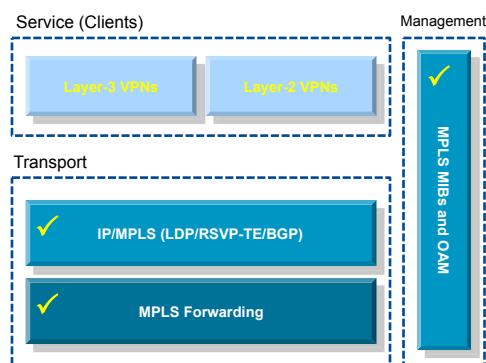 Service (Clients)
Management
Layer-3 VPNs
Layer-2 VPNs
MPLS MIBs and OAM
Transport
IP/MPLS (LDP/RSVP-TE/BGP)
MPLS Forwarding